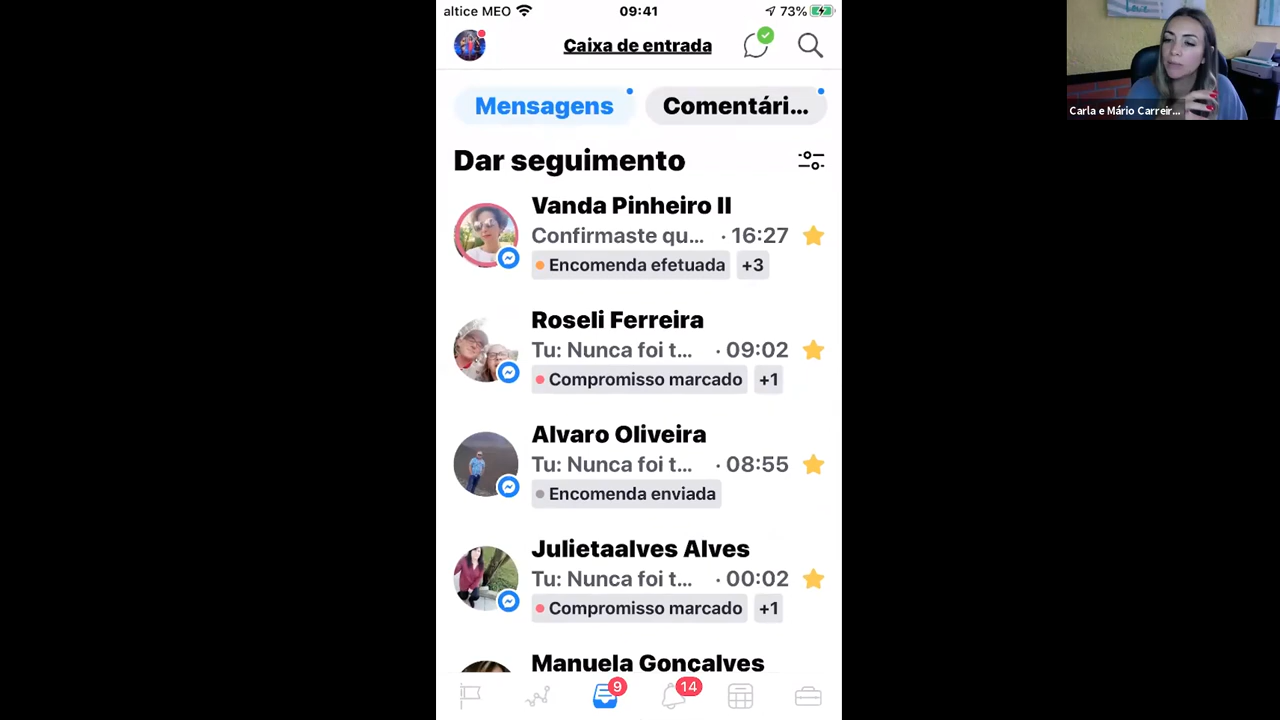 altice MEO 09:41 73%
Caixa de entrada
Mensagens Comentári...
Dar seguimento
Vanda Pinheiro II
Confirmaste qu... · 16:27
Encomenda efetuada +3
Roseli Ferreira
Tu: Nunca foi t... · 09:02
Compromisso marcado +1
Alvaro Oliveira
Tu: Nunca foi t... · 08:55
Encomenda enviada
Julietaalves Alves
Tu: Nunca foi t... · 00:02
Compromisso marcado +1
Manuela Goncalves
9 14
Carla e Mário Carreir...